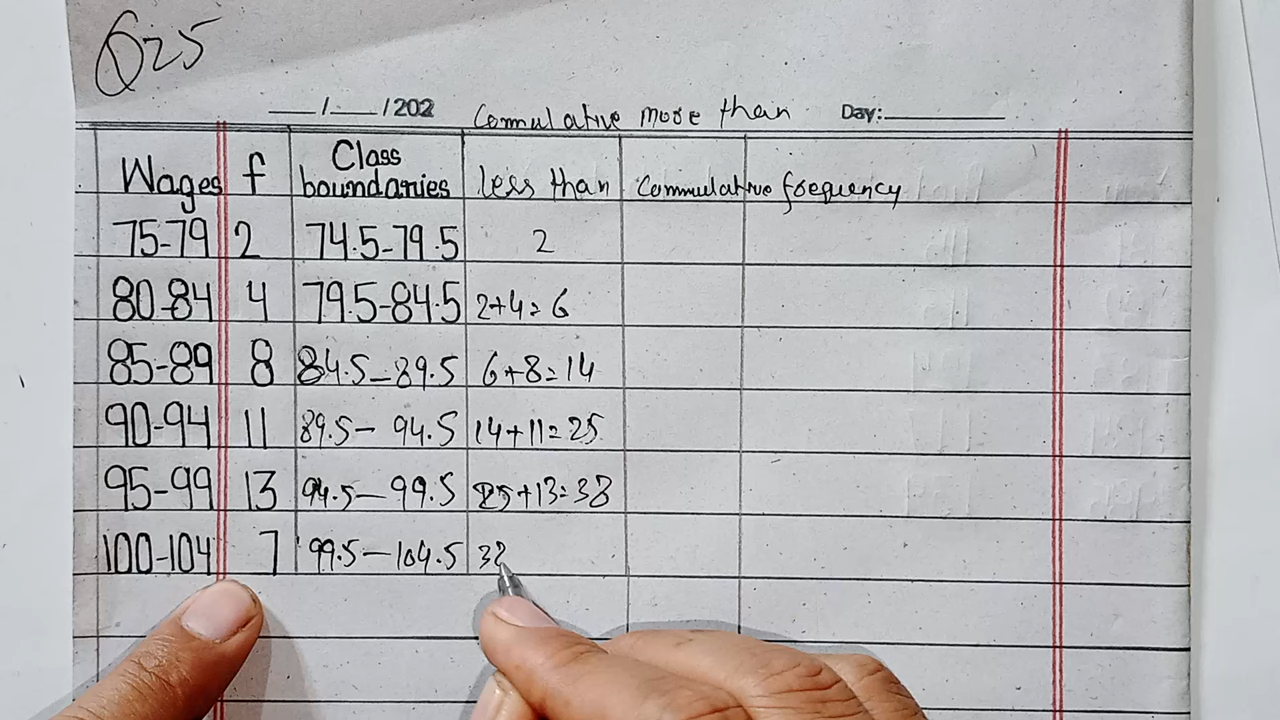 Q25
__/__/202 Commulative more than Day:______
Wages f Class boundaries less than Commulative frequency
75-79 2 74.5-79.5 2
80-84 4 79.5-84.5 2+4=6
85-89 8 84.5-89.5 6+8=14
90-94 11 89.5-94.5 14+11=25
95-99 13 94.5-99.5 25+13=38
100-104 7 99.5-104.5 38